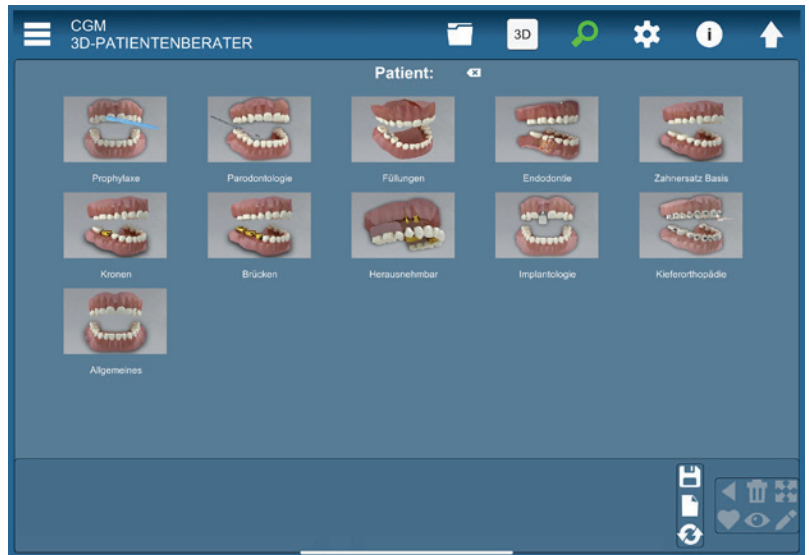 CGM
3D-PATIENTENBERATER
3D
i
Patient:
Prophylaxe
Parodontologie
Füllungen
Endodontie
Zahnersatz Basis
Kronen
Brücken
Herausnehmbar
Implantologie
Kieferorthopädie
Allgemeines